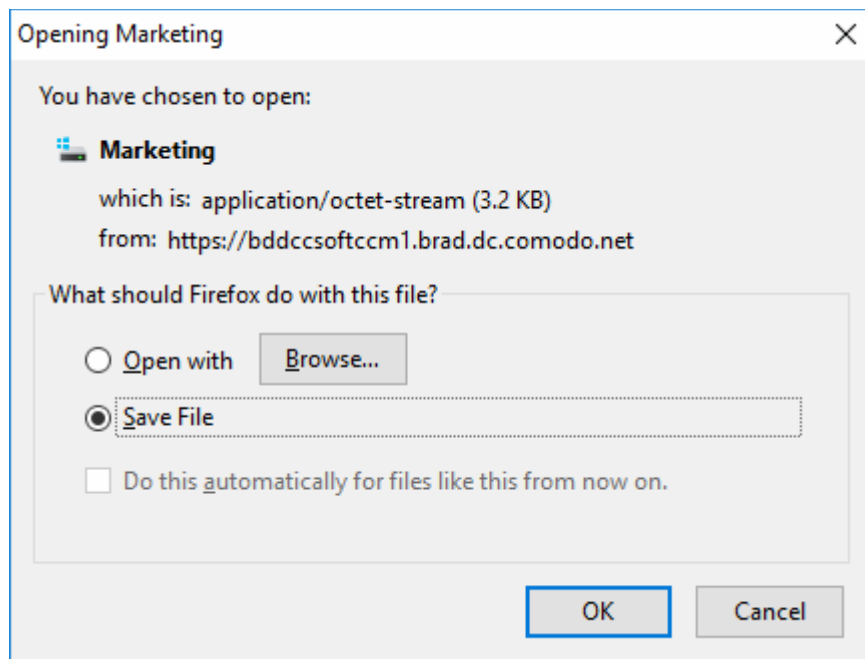 Opening Marketing
You have chosen to open:
Marketing
which is: application/octet-stream (3.2 KB)
from: https://bddccsoftccm1.brad.dc.comodo.net
What should Firefox do with this file?
Open with Browse...
Save File
Do this automatically for files like this from now on.
OK Cancel